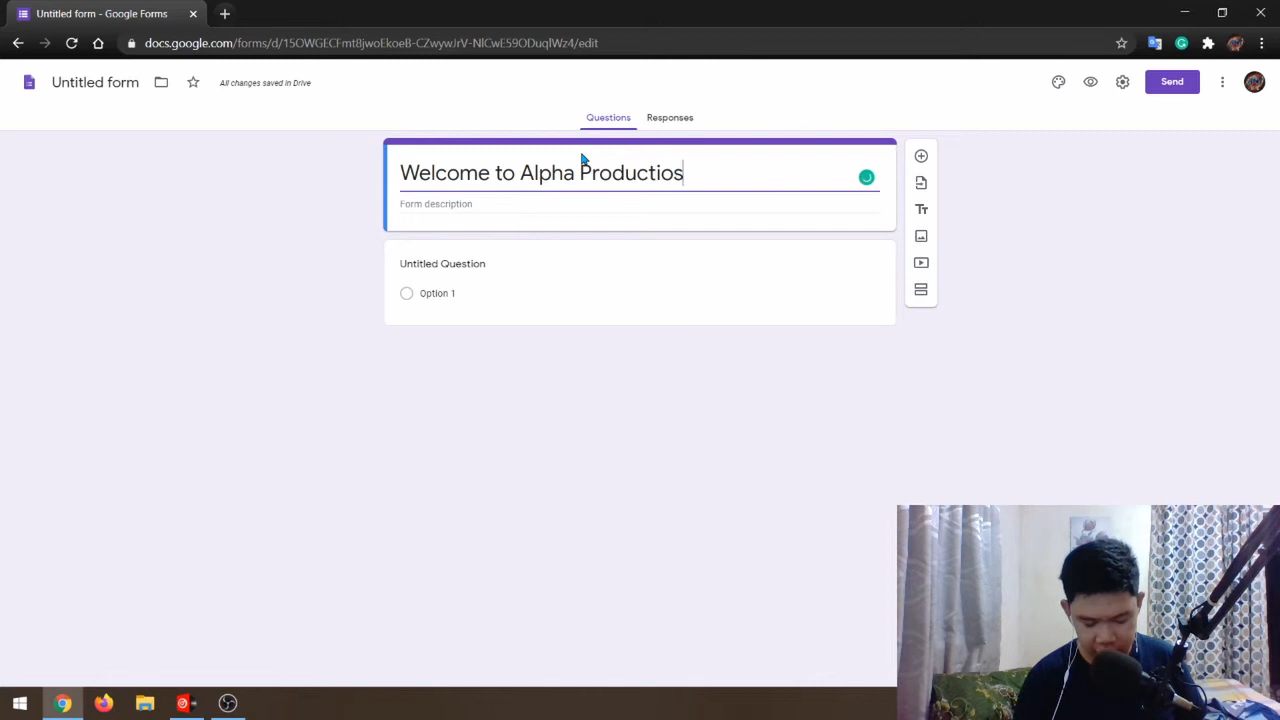 Untitled form - Google Forms
docs.google.com/forms/d/15OWGECFmt8jwoEkoeB-CZwywJrV-NlCwE59ODuqlWz4/edit
Untitled form
All changes saved in Drive
Send
Questions
Responses
Welcome to Alpha Productios
Form description
Untitled Question
Option 1